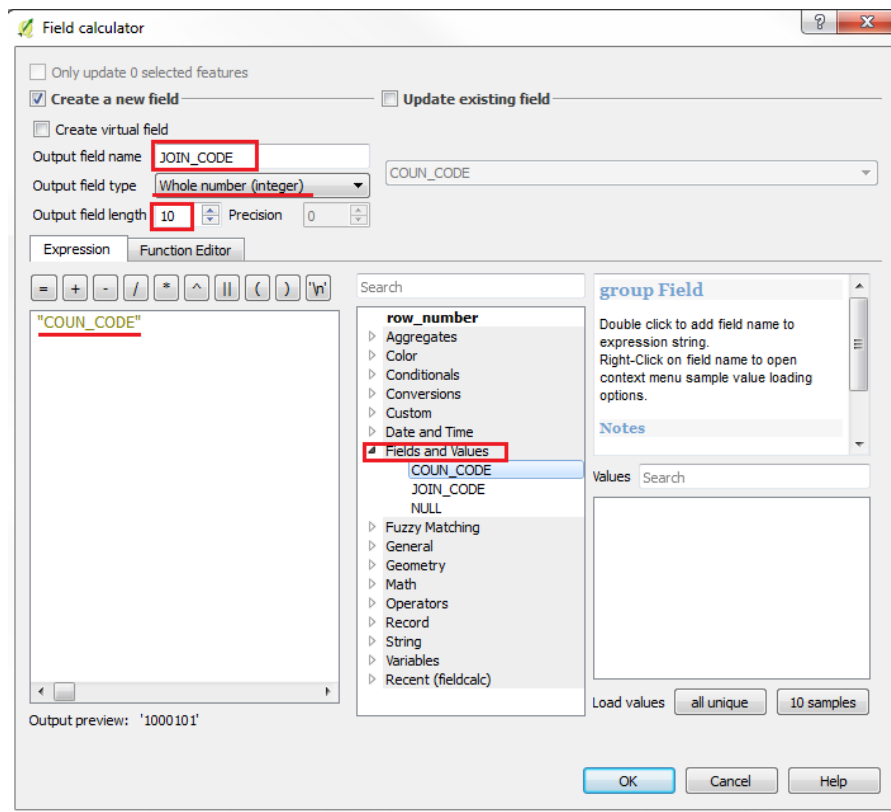 Field calculator
Only update 0 selected features
Create a new field
Update existing field
Create virtual field
Output field name JOIN_CODE
COUN_CODE
Output field type Whole number (integer)
Output field length 10 Precision 0
Expression Function Editor
= + - / * ^ || ( ) '\n'
"COUN_CODE"
Output preview: '1000101'
Search
row_number
Aggregates
Color
Conditionals
Conversions
Custom
Date and Time
Fields and Values
COUN_CODE
JOIN_CODE
NULL
Fuzzy Matching
General
Geometry
Math
Operators
Record
String
Variables
Recent (fieldcalc)
group Field
Double click to add field name to
expression string.
Right-Click on field name to open
context menu sample value loading
options.
Notes
Values Search
Load values all unique 10 samples
OK Cancel Help